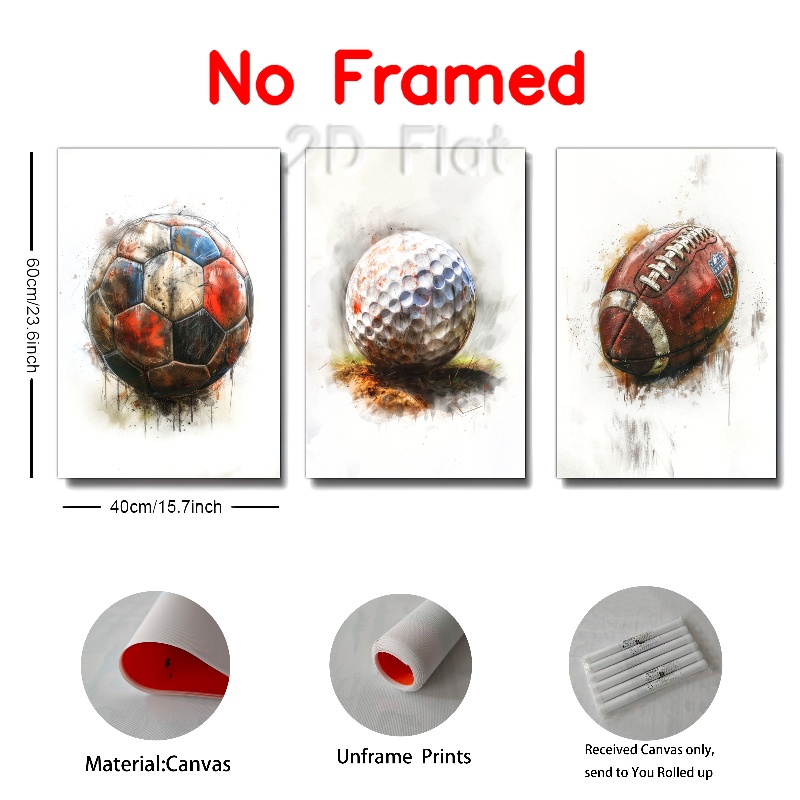 No Framed
2D Flat
60cm/23.6inch
40cm/15.7inch
Material:Canvas
Unframe Prints
Received Canvas only,
send to You Rolled up